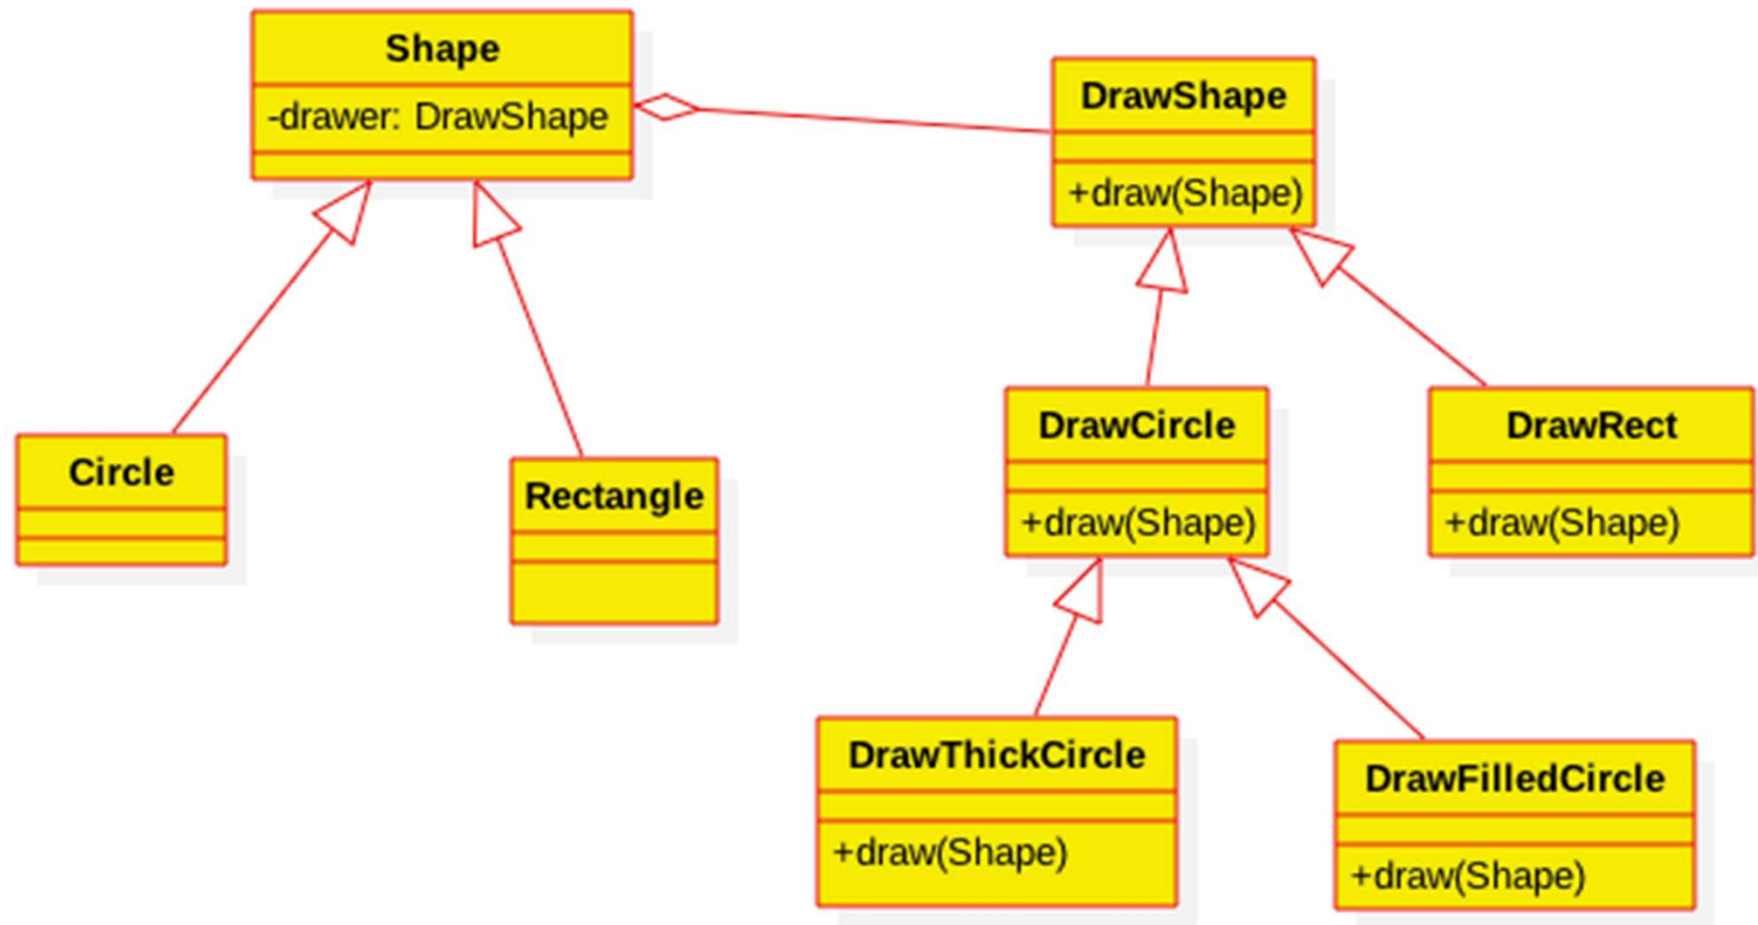 Shape
-drawer: DrawShape
DrawShape
+draw(Shape)
Circle
Rectangle
DrawCircle
+draw(Shape)
DrawRect
+draw(Shape)
DrawThickCircle
+draw(Shape)
DrawFilledCircle
+draw(Shape)